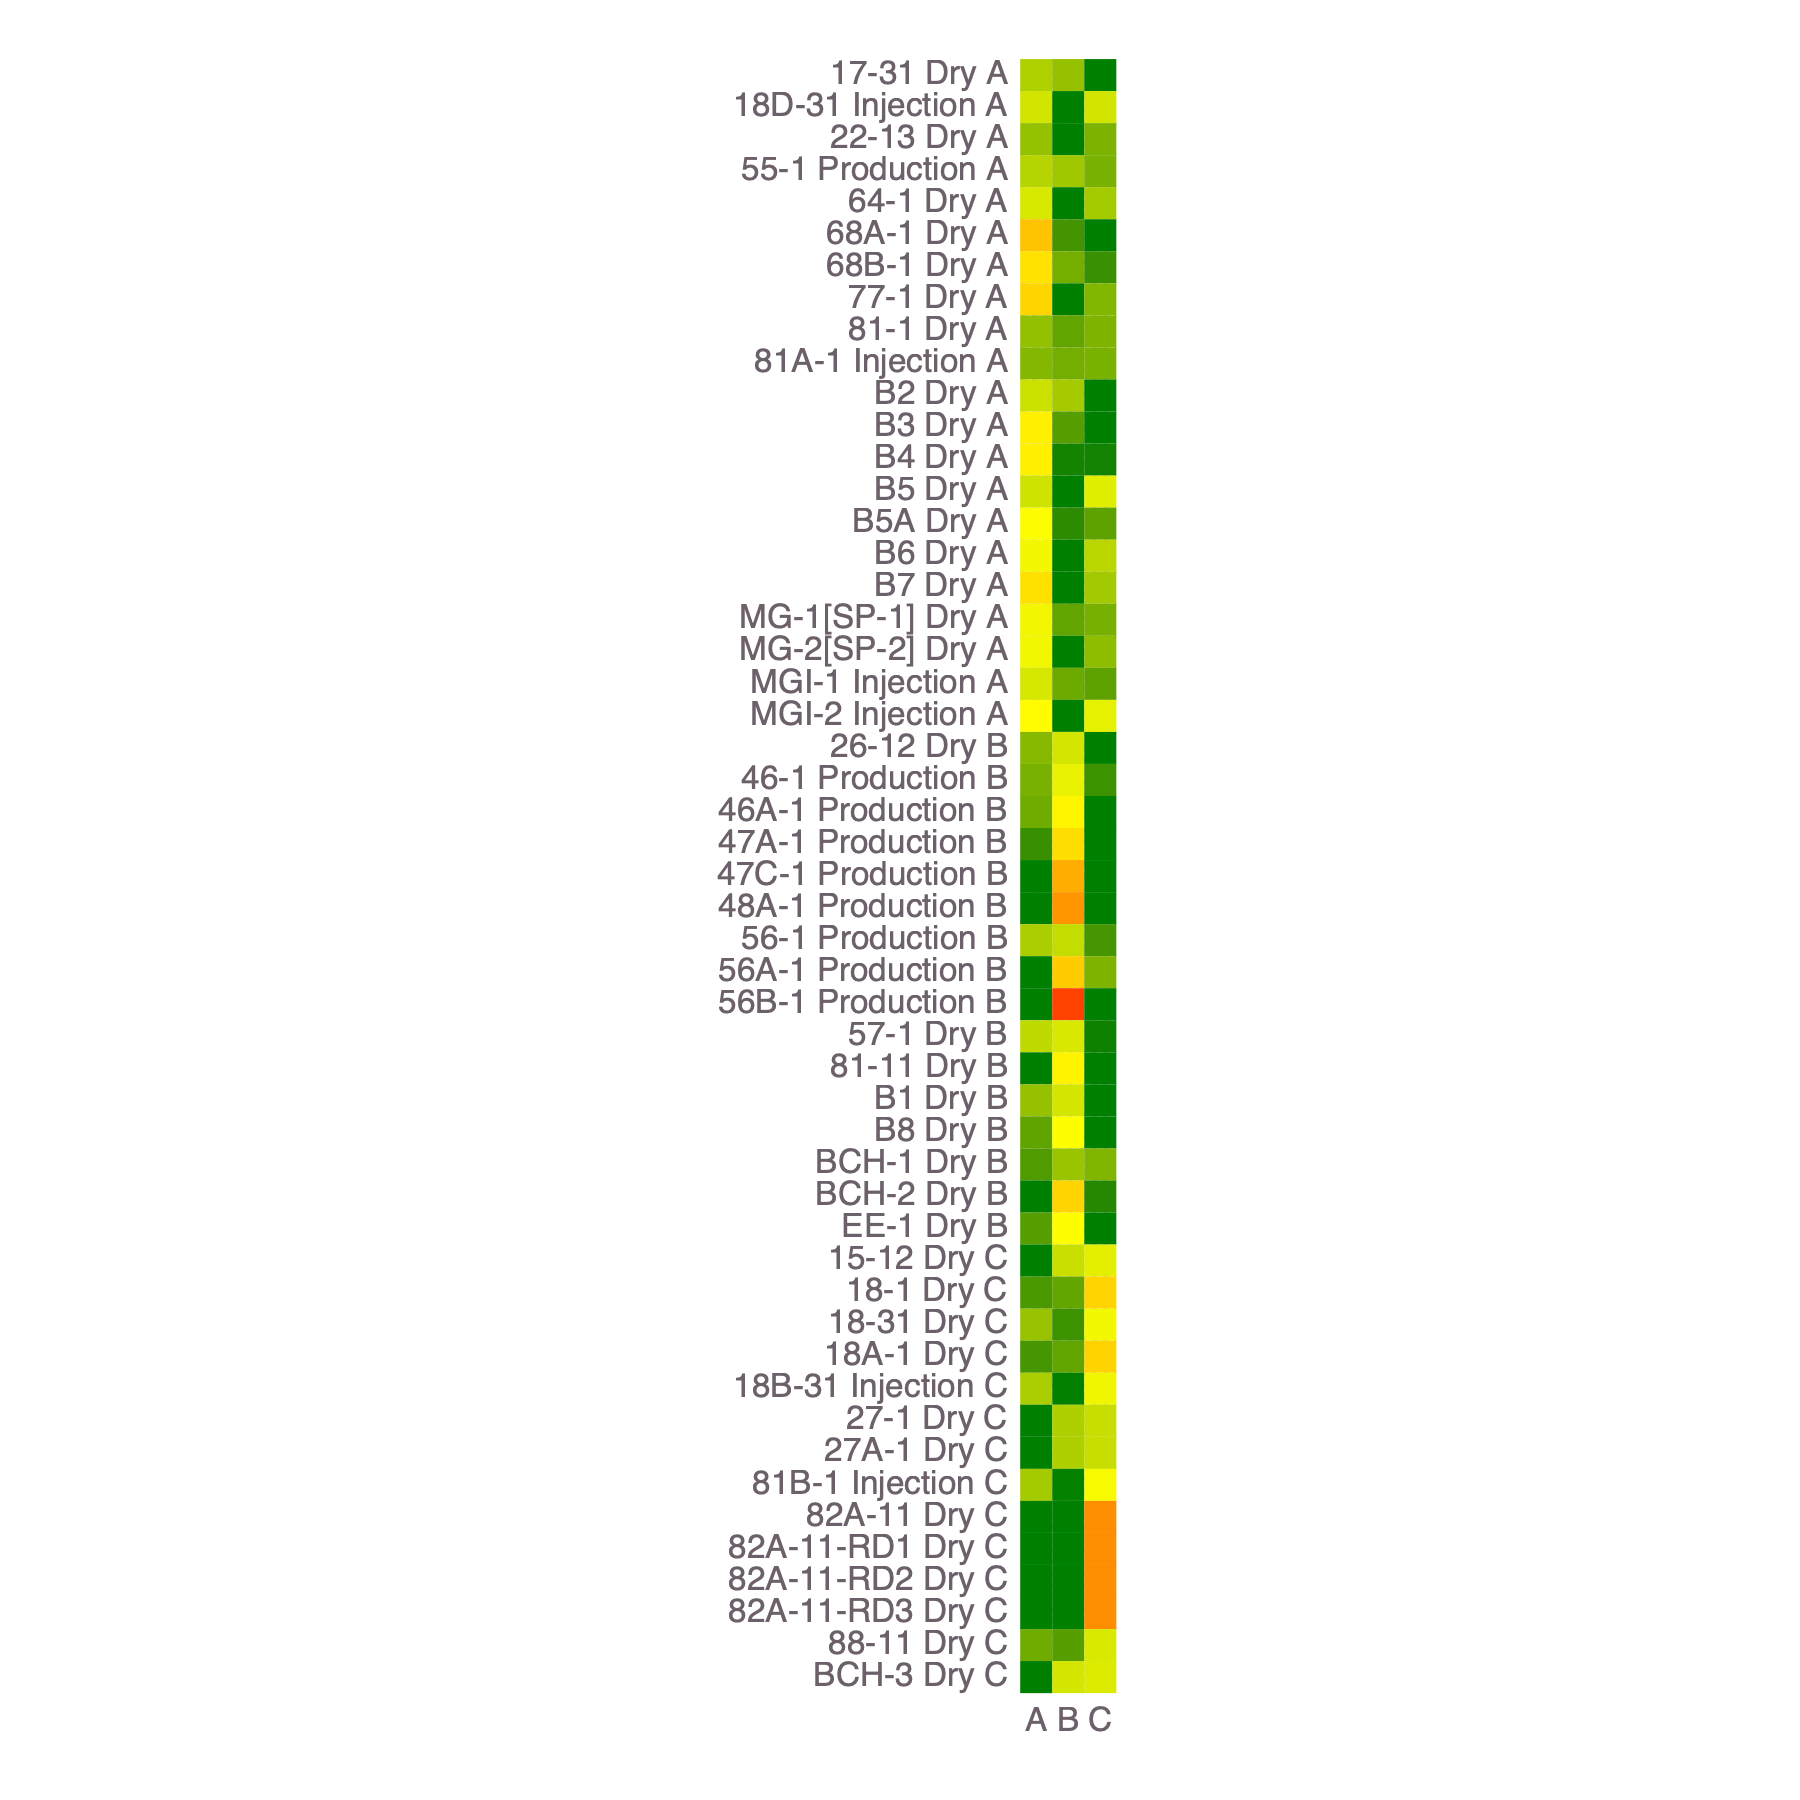 17-31 Dry A
18D-31 Injection A
22-13 Dry A
55-1 Production A
64-1 Dry A
68A-1 Dry A
68B-1 Dry A
77-1 Dry A
81-1 Dry A
81A-1 Injection A
B2 Dry A
B3 Dry A
B4 Dry A
B5 Dry A
B5A Dry A
B6 Dry A
B7 Dry A
MG-1[SP-1] Dry A
MG-2[SP-2] Dry A
MGI-1 Injection A
MGI-2 Injection A
26-12 Dry B
46-1 Production B
46A-1 Production B
47A-1 Production B
47C-1 Production B
48A-1 Production B
56-1 Production B
56A-1 Production B
56B-1 Production B
57-1 Dry B
81-11 Dry B
B1 Dry B
B8 Dry B
BCH-1 Dry B
BCH-2 Dry B
EE-1 Dry B
15-12 Dry C
18-1 Dry C
18-31 Dry C
18A-1 Dry C
18B-31 Injection C
27-1 Dry C
27A-1 Dry C
81B-1 Injection C
82A-11 Dry C
82A-11-RD1 Dry C
82A-11-RD2 Dry C
82A-11-RD3 Dry C
88-11 Dry C
BCH-3 Dry C
A B C